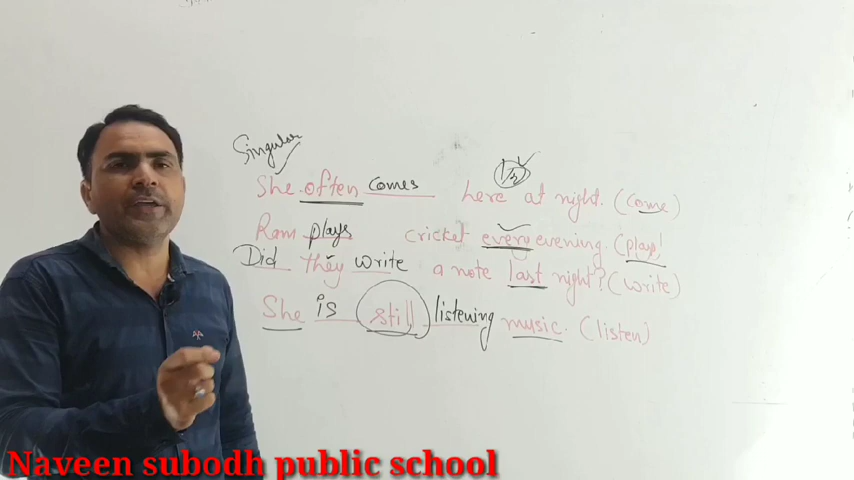 Singular
She often comes here at night. (come)
Ram plays cricket every evening. (play)
Did they write a note last night? (write)
She is still listening music. (listen)
Naveen subodh public school